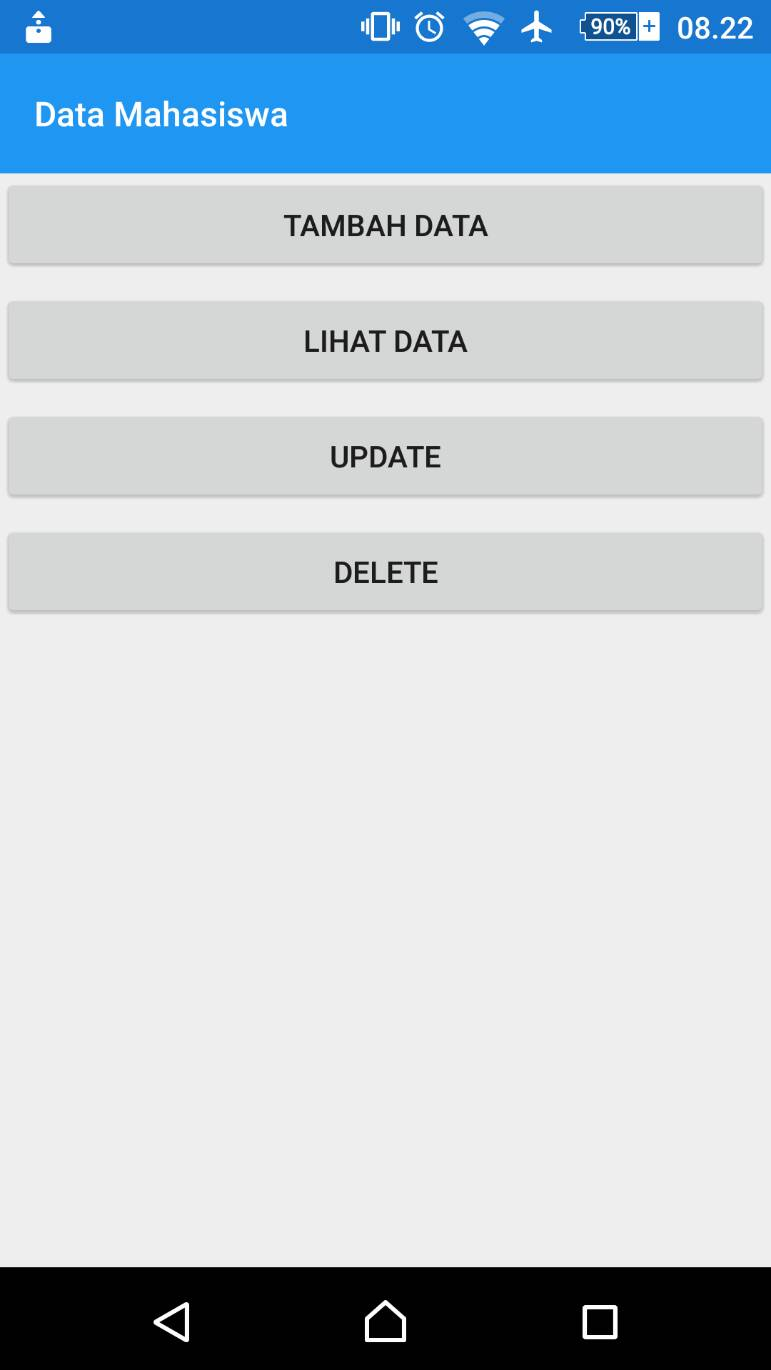 90% 08.22
Data Mahasiswa
TAMBAH DATA
LIHAT DATA
UPDATE
DELETE